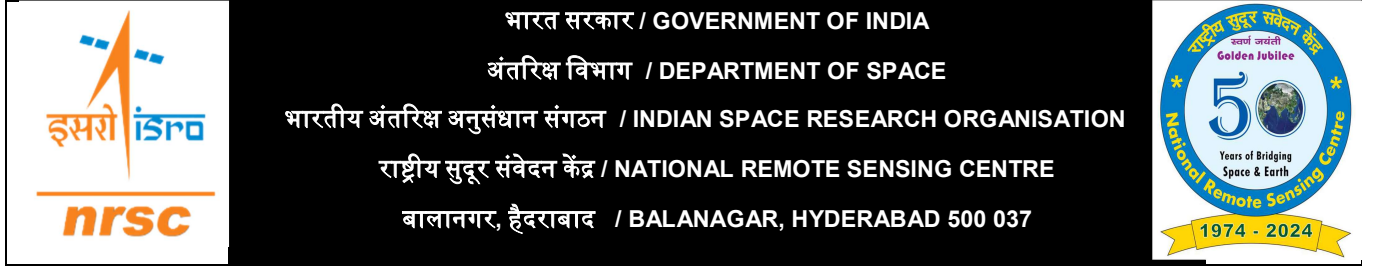 इसरो isro
nrsc
भारत सरकार / GOVERNMENT OF INDIA
अंतरिक्ष विभाग / DEPARTMENT OF SPACE
भारतीय अंतरिक्ष अनुसंधान संगठन / INDIAN SPACE RESEARCH ORGANISATION
राष्ट्रीय सुदूर संवेदन केंद्र / NATIONAL REMOTE SENSING CENTRE
बालानगर, हैदराबाद / BALANAGAR, HYDERABAD 500 037
राष्ट्रीय सुदूर संवेदन केंद्र
स्वर्ण जयंती
Golden Jubilee
50
Years of Bridging
Space & Earth
National Remote Sensing Centre
1974 - 2024